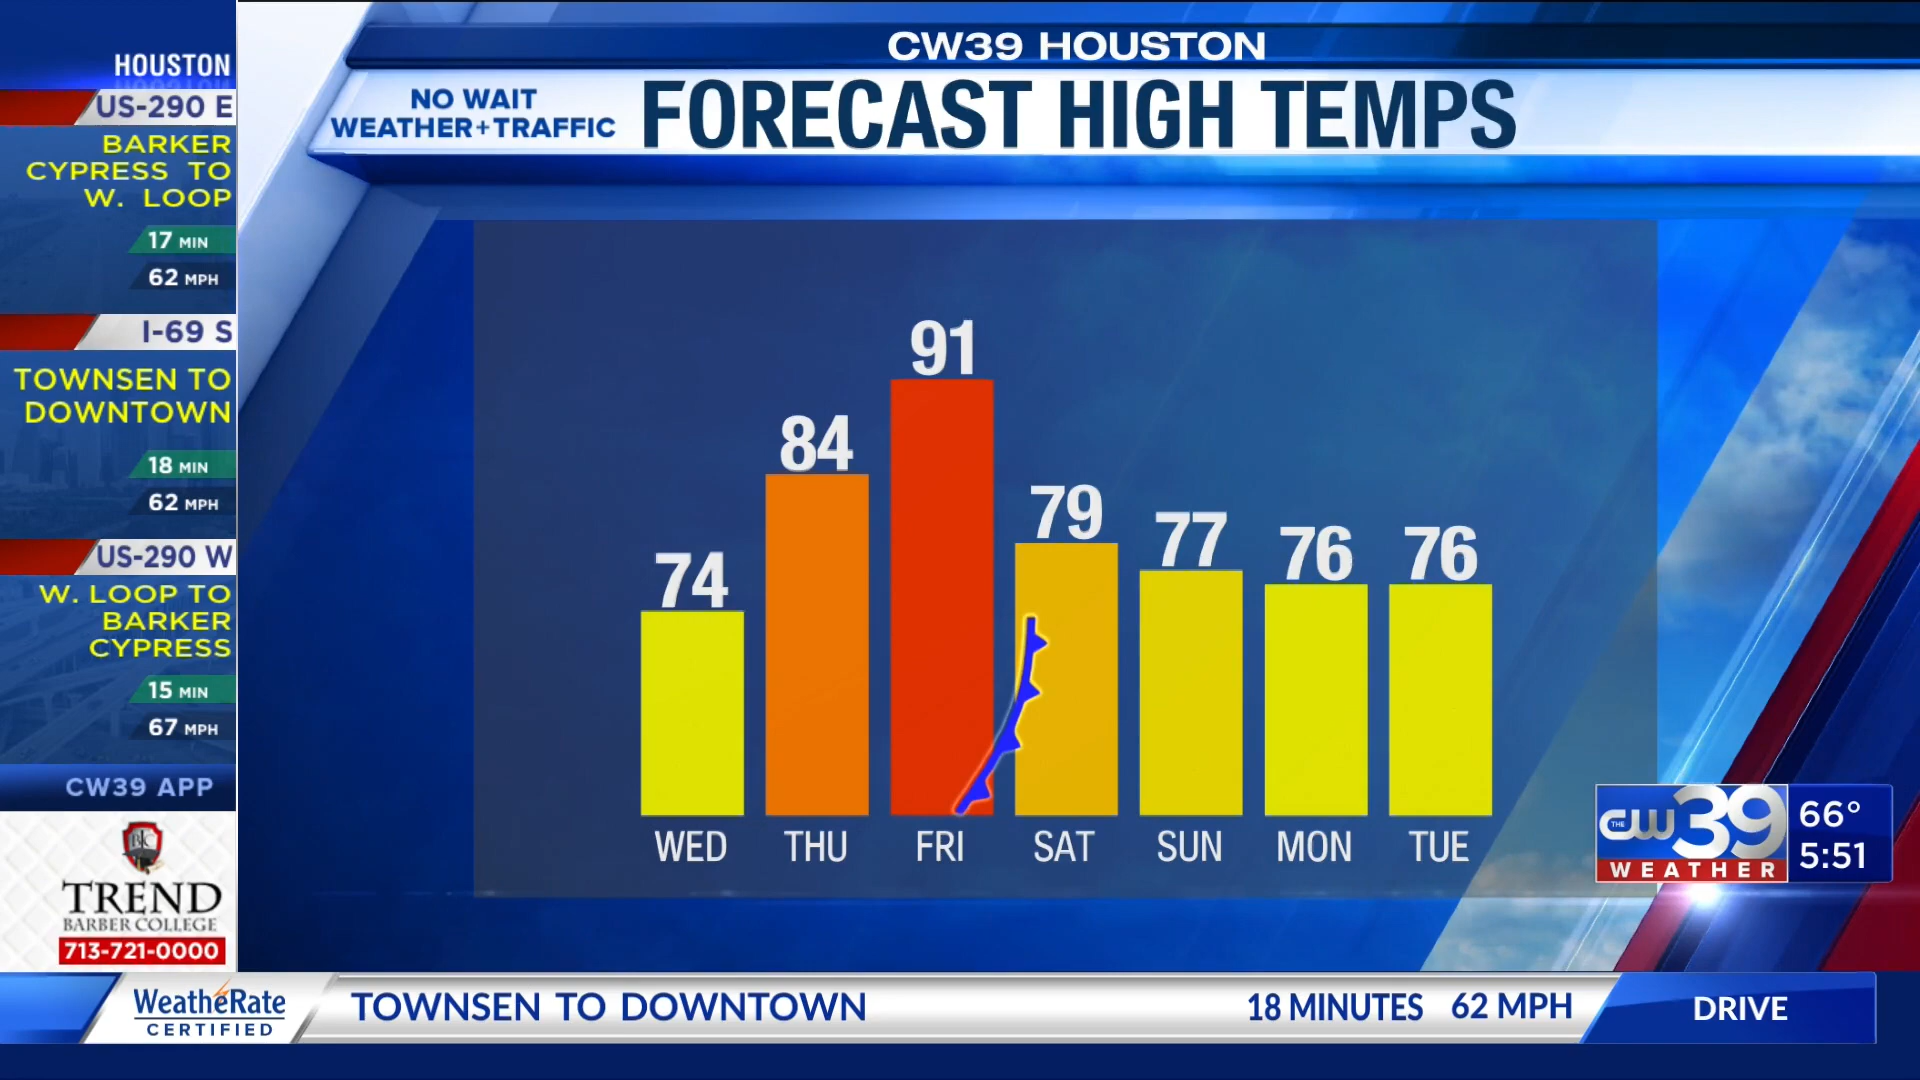 CW39 HOUSTON
NO WAIT
WEATHER+TRAFFIC
FORECAST HIGH TEMPS
HOUSTON
US-290 E
BARKER
CYPRESS TO
W. LOOP
17 MIN
62 MPH
I-69 S
TOWNSEN TO
DOWNTOWN
18 MIN
62 MPH
US-290 W
W. LOOP TO
BARKER
CYPRESS
15 MIN
67 MPH
CW39 APP
TREND
BARBER COLLEGE
713-721-0000
74 84 91 79 77 76 76
WED THU FRI SAT SUN MON TUE
THE CW39
WEATHER
66°
5:51
WeatheRate
CERTIFIED
TOWNSEN TO DOWNTOWN 18 MINUTES 62 MPH
DRIVE